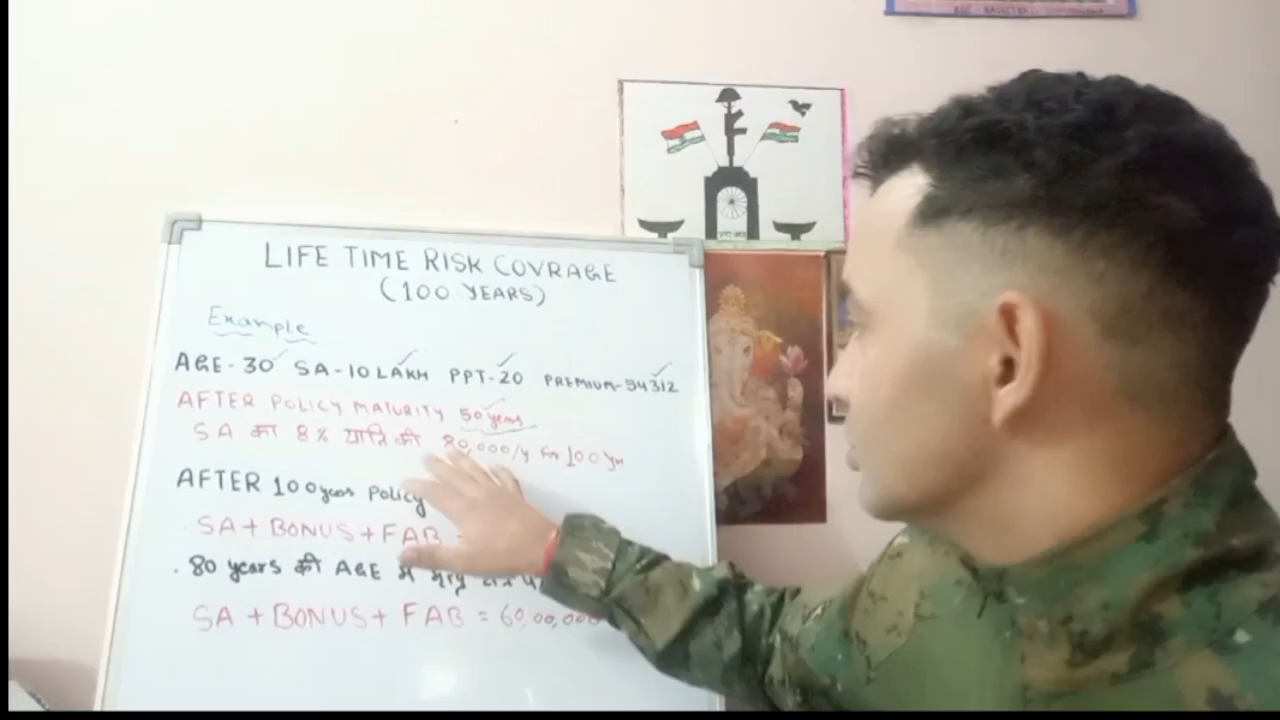 LIFE TIME RISK COVRAGE
(100 YEARS)
Example
AGE-30 SA-10 LAKH PPT-20 PREMIUM-54312
AFTER POLICY MATURITY 50 years
SA का 8% यानि की 80,000/y for 100 yrs
AFTER 100 years POLICY
SA + BONUS + FAB
. 80 years की AGE में मृत्यु
SA + BONUS + FAB = 60,00,000